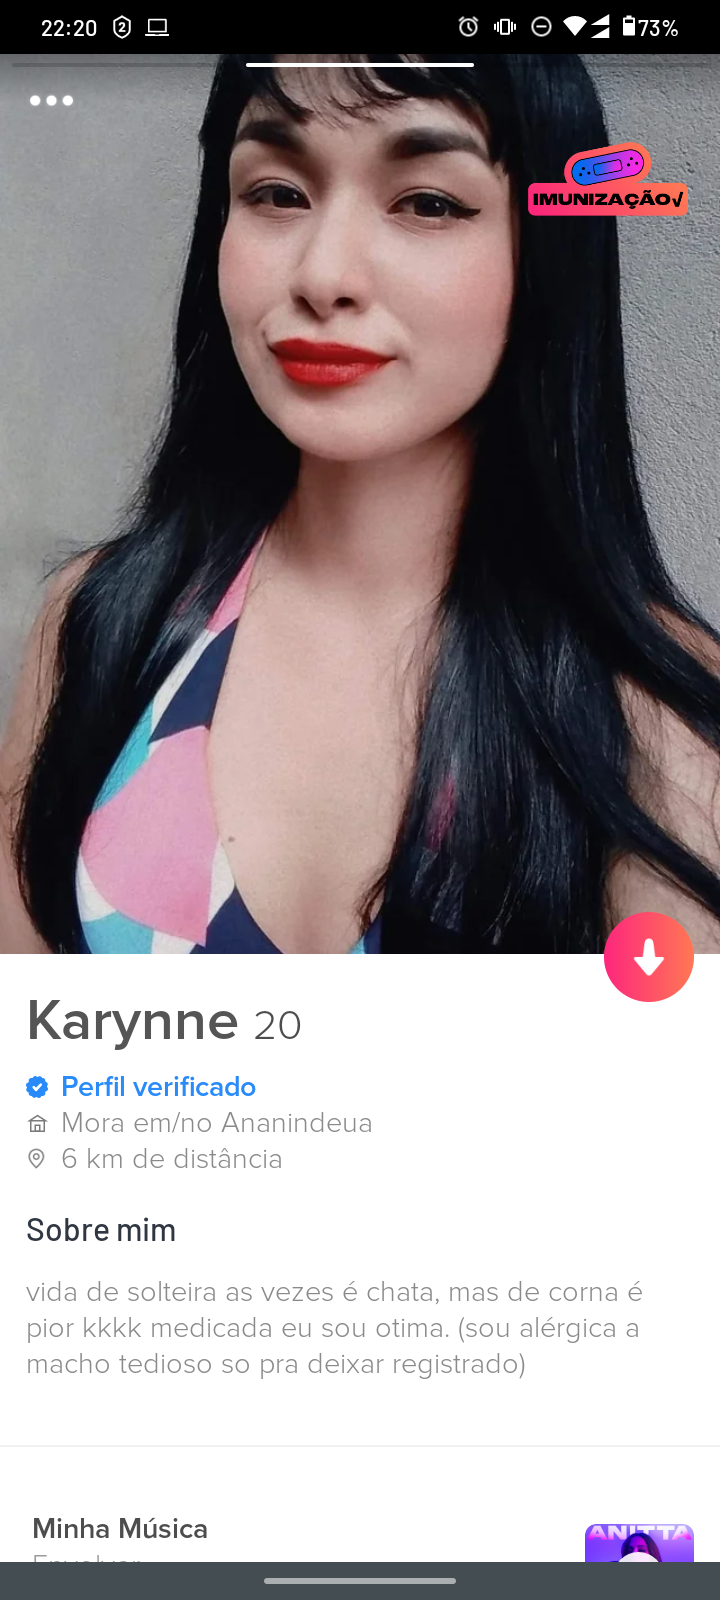 22:20
2
73%
IMUNIZAÇÃO√
Karynne 20
Perfil verificado
Mora em/no Ananindeua
6 km de distância
Sobre mim
vida de solteira as vezes é chata, mas de corna é
pior kkkk medicada eu sou otima. (sou alérgica a
macho tedioso so pra deixar registrado)
Minha Música
ANITTA
Envolver